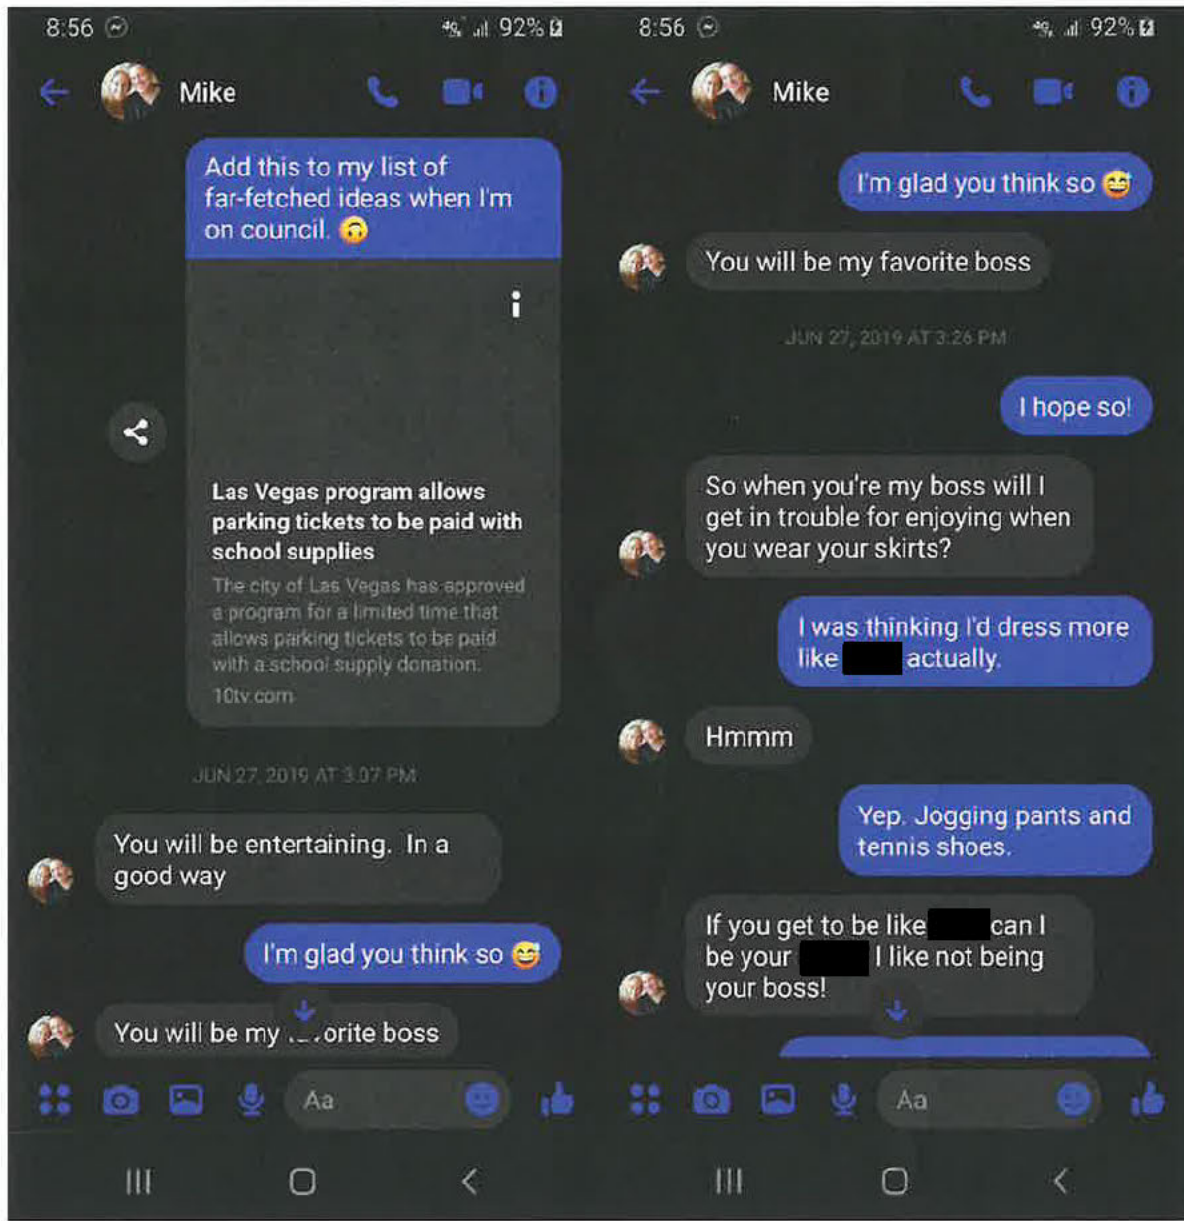 8:56
4G 92%
Mike
Add this to my list of
far-fetched ideas when I'm
on council. 🙃
Las Vegas program allows
parking tickets to be paid with
school supplies
The city of Las Vegas has approved
a program for a limited time that
allows parking tickets to be paid
with a school supply donation.
10tv.com
JUN 27, 2019 AT 3:07 PM
You will be entertaining. In a
good way
I'm glad you think so 😅
You will be my orite boss
Aa
8:56
4G 92%
Mike
I'm glad you think so 😅
You will be my favorite boss
JUN 27, 2019 AT 3:26 PM
I hope so!
So when you're my boss will I
get in trouble for enjoying when
you wear your skirts?
I was thinking I'd dress more
like actually.
Hmmm
Yep. Jogging pants and
tennis shoes.
If you get to be like can I
be your I like not being
your boss!
Aa